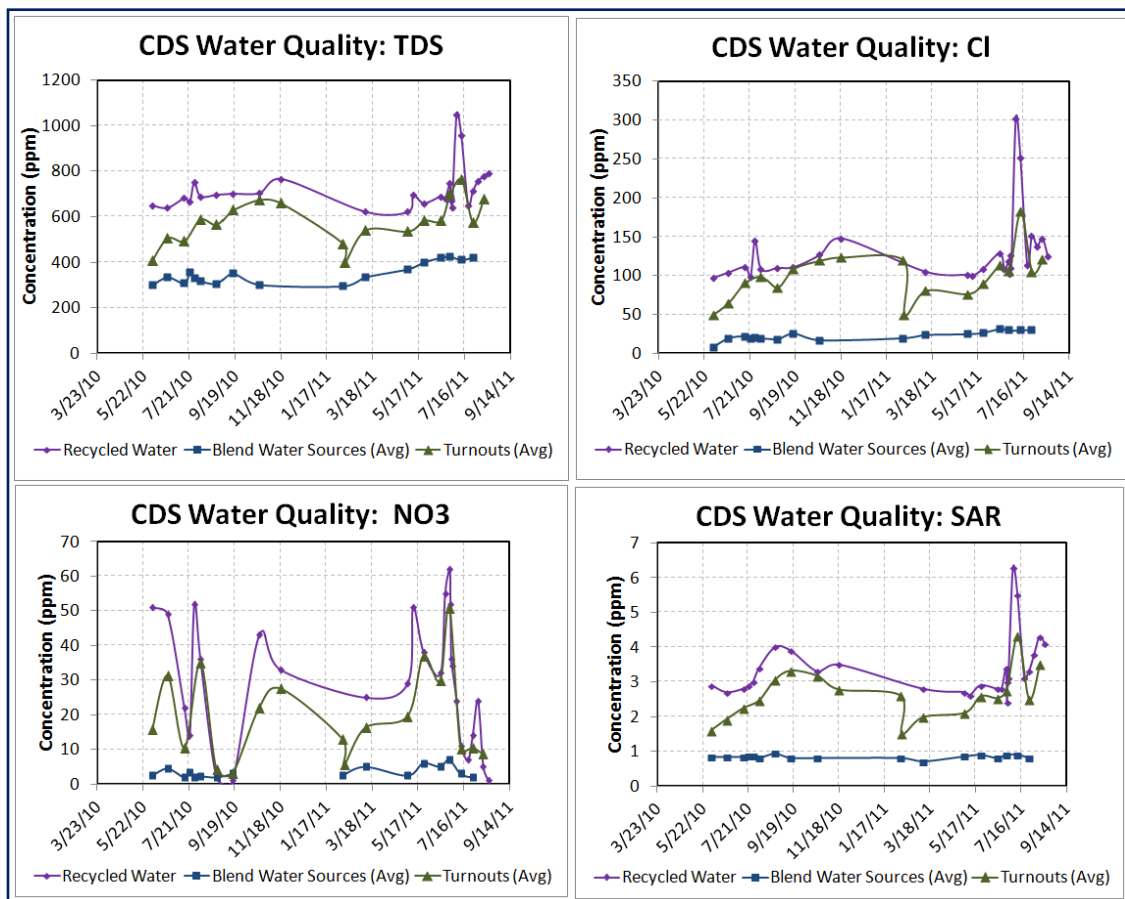 CDS Water Quality: TDS
Concentration (ppm)
1200
1000
800
600
400
200
0
3/23/10 5/22/10 7/21/10 9/19/10 11/18/10 1/17/11 3/18/11 5/17/11 7/16/11 9/14/11
Recycled Water Blend Water Sources (Avg) Turnouts (Avg)
CDS Water Quality: Cl
Concentration (ppm)
350
300
250
200
150
100
50
0
3/23/10 5/22/10 7/21/10 9/19/10 11/18/10 1/17/11 3/18/11 5/17/11 7/16/11 9/14/11
Recycled Water Blend Water Sources (Avg) Turnouts (Avg)
CDS Water Quality: NO3
Concentration (ppm)
70
60
50
40
30
20
10
0
3/23/10 5/22/10 7/21/10 9/19/10 11/18/10 1/17/11 3/18/11 5/17/11 7/16/11 9/14/11
Recycled Water Blend Water Sources (Avg) Turnouts (Avg)
CDS Water Quality: SAR
Concentration (ppm)
7
6
5
4
3
2
1
0
3/23/10 5/22/10 7/21/10 9/19/10 11/18/10 1/17/11 3/18/11 5/17/11 7/16/11 9/14/11
Recycled Water Blend Water Sources (Avg) Turnouts (Avg)